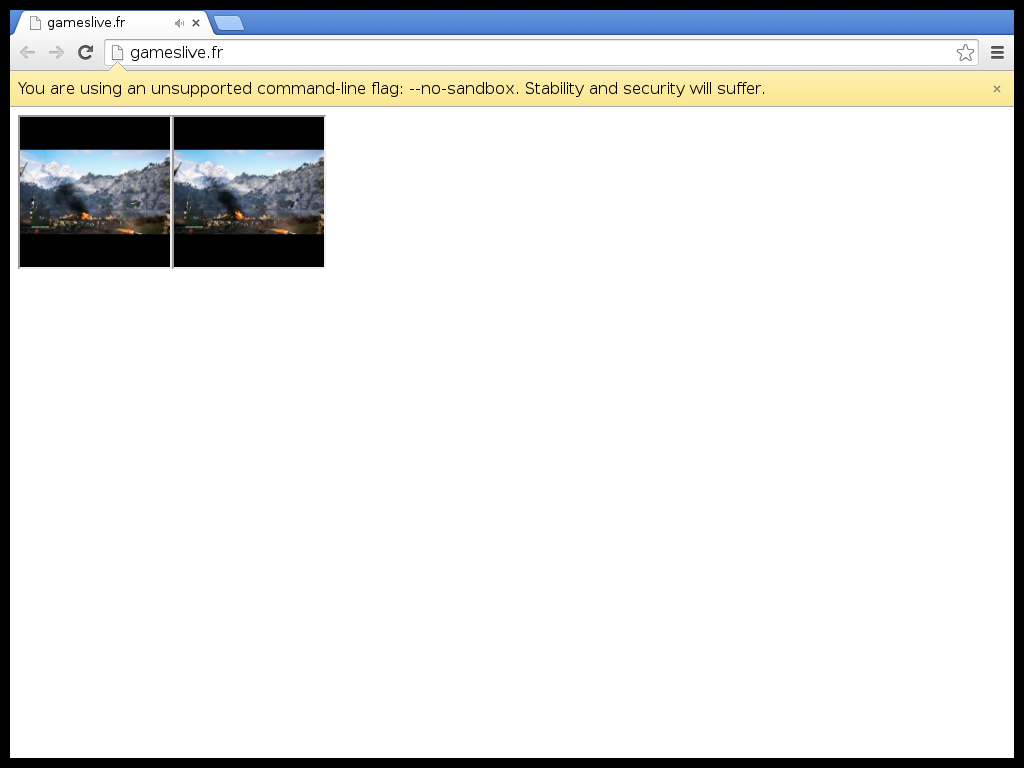 gameslive.fr
gameslive.fr
You are using an unsupported command-line flag: --no-sandbox. Stability and security will suffer.